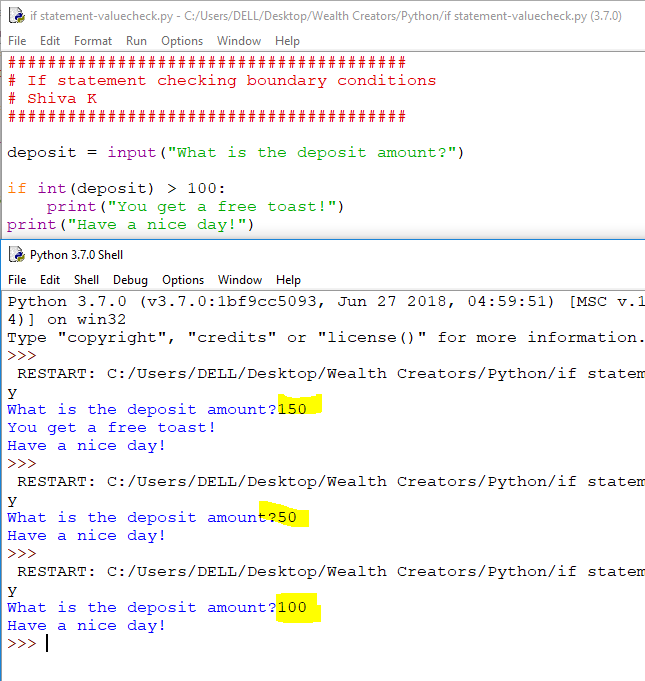 if statement-valuecheck.py - C:/Users/DELL/Desktop/Wealth Creators/Python/if statement-valuecheck.py (3.7.0)
File Edit Format Run Options Window Help
########################################
# If statement checking boundary conditions
# Shiva K
########################################
deposit = input("What is the deposit amount?")
if int(deposit) > 100:
    print("You get a free toast!")
print("Have a nice day!")
Python 3.7.0 Shell
File Edit Shell Debug Options Window Help
Python 3.7.0 (v3.7.0:1bf9cc5093, Jun 27 2018, 04:59:51) [MSC v.1
4)] on win32
Type "copyright", "credits" or "license()" for more information.
>>>
 RESTART: C:/Users/DELL/Desktop/Wealth Creators/Python/if statem
y
What is the deposit amount?150
You get a free toast!
Have a nice day!
>>>
 RESTART: C:/Users/DELL/Desktop/Wealth Creators/Python/if statem
y
What is the deposit amount?50
Have a nice day!
>>>
 RESTART: C:/Users/DELL/Desktop/Wealth Creators/Python/if statem
y
What is the deposit amount?100
Have a nice day!
>>>